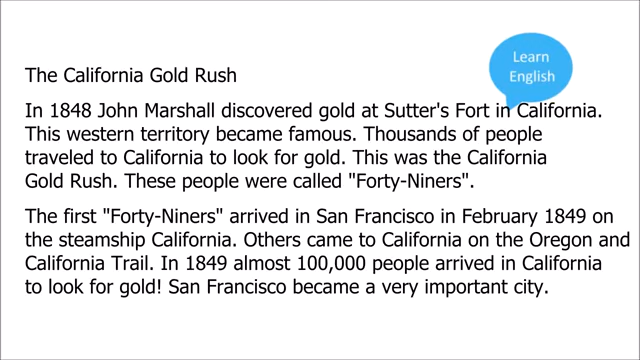 Learn
English
The California Gold Rush
In 1848 John Marshall discovered gold at Sutter's Fort in California.
This western territory became famous. Thousands of people
traveled to California to look for gold. This was the California
Gold Rush. These people were called "Forty-Niners".
The first "Forty-Niners" arrived in San Francisco in February 1849 on
the steamship California. Others came to California on the Oregon and
California Trail. In 1849 almost 100,000 people arrived in California
to look for gold! San Francisco became a very important city.